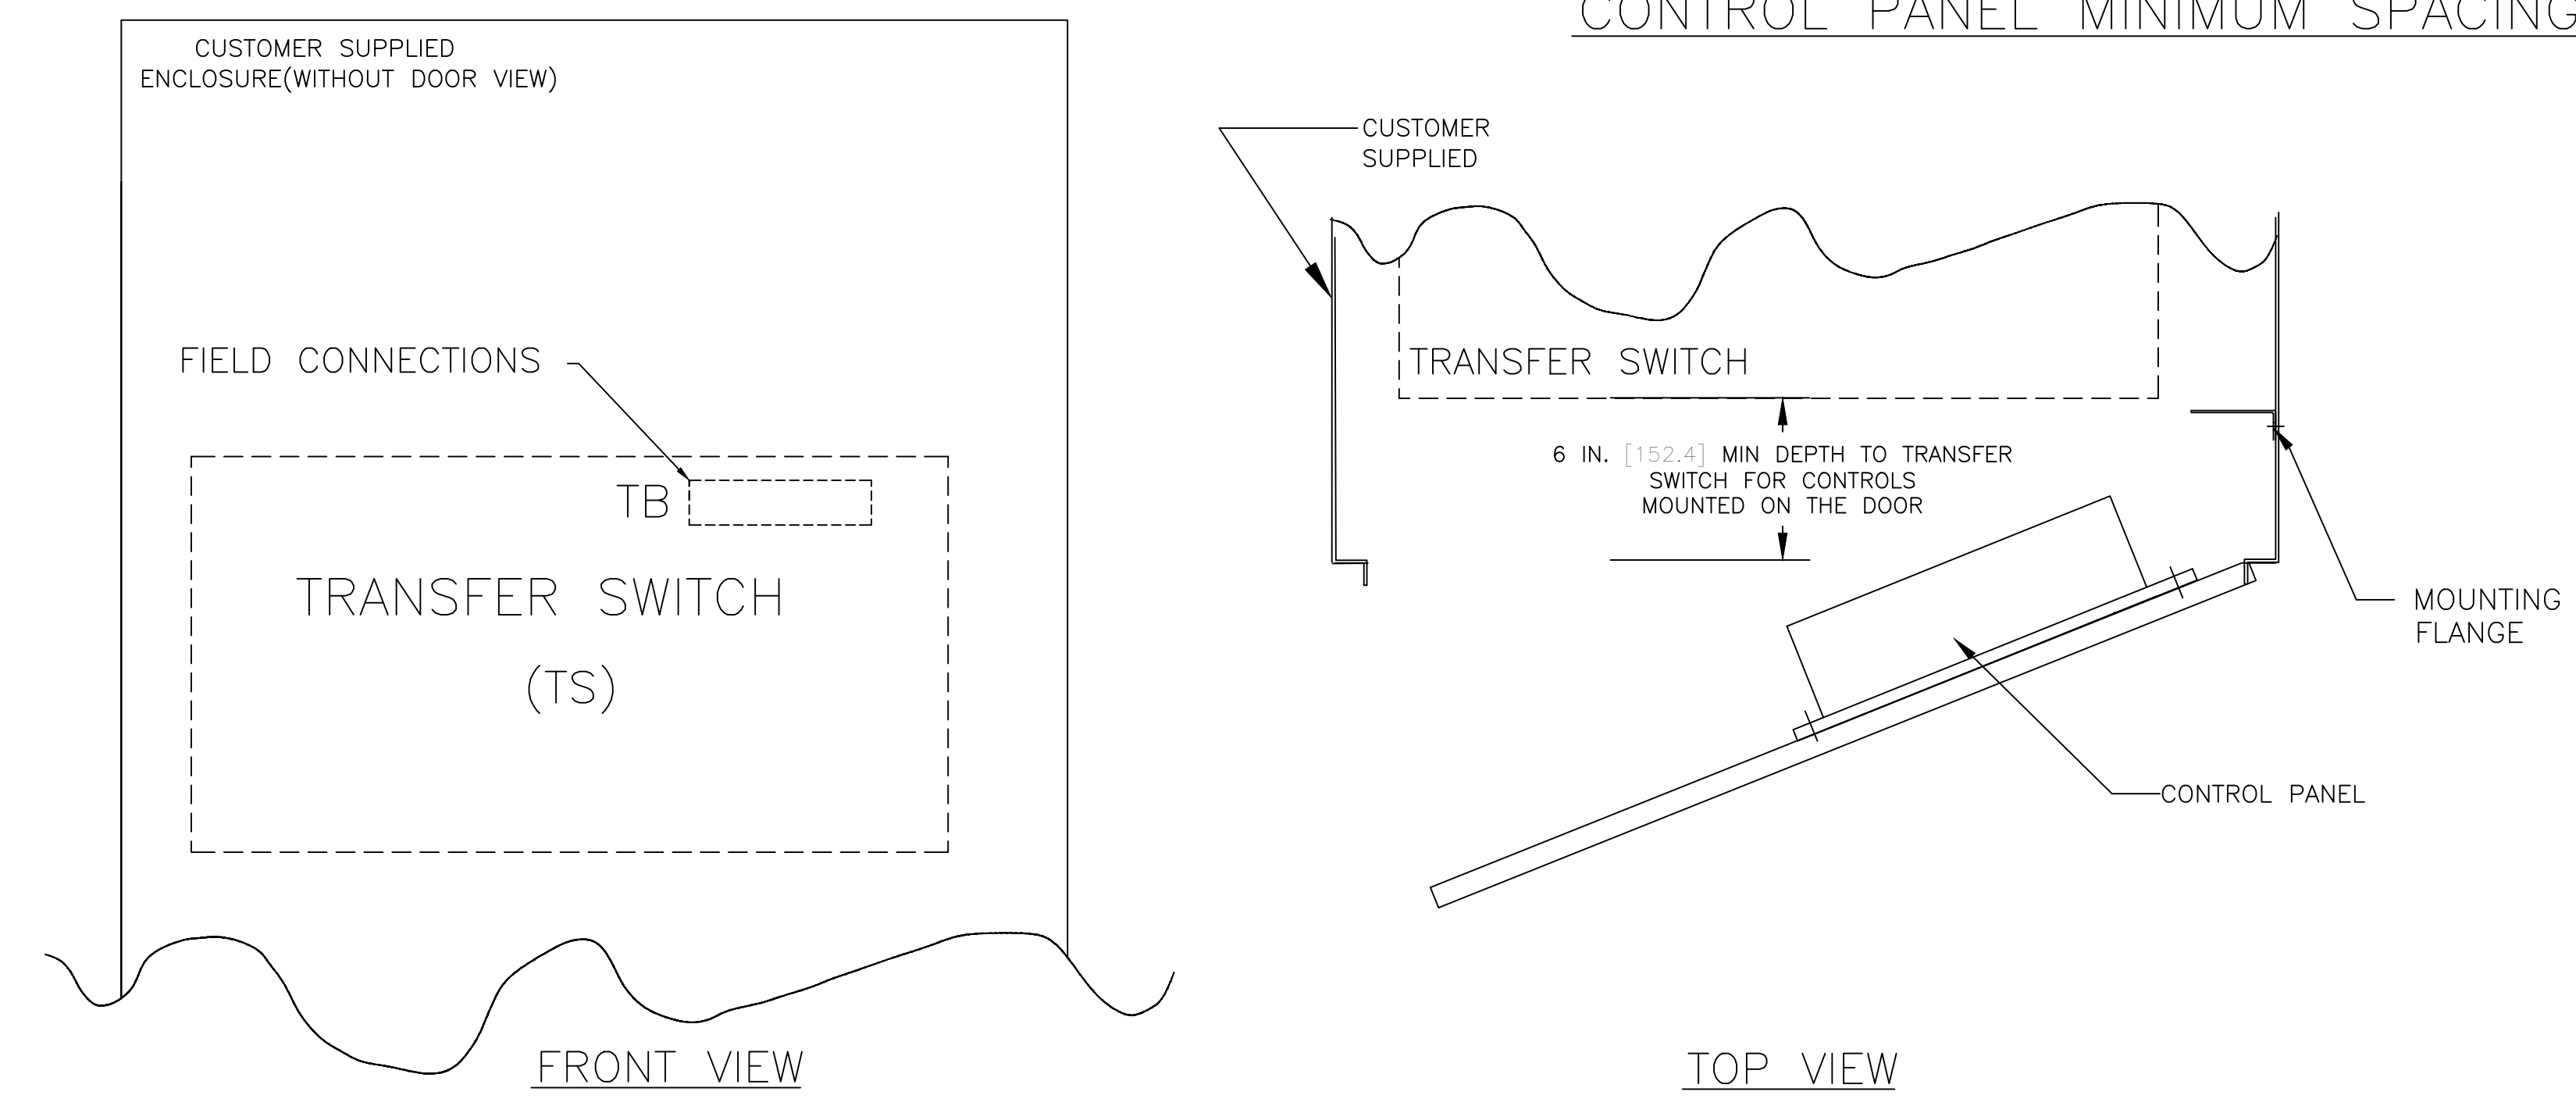 CONTROL PANEL MINIMUM SPACING
CUSTOMER SUPPLIED
ENCLOSURE(WITHOUT DOOR VIEW)
FIELD CONNECTIONS
TB
TRANSFER SWITCH
(TS)
FRONT VIEW
CUSTOMER
SUPPLIED
TRANSFER SWITCH
6 IN. [152.4] MIN DEPTH TO TRANSFER
SWITCH FOR CONTROLS
MOUNTED ON THE DOOR
MOUNTING
FLANGE
CONTROL PANEL
TOP VIEW